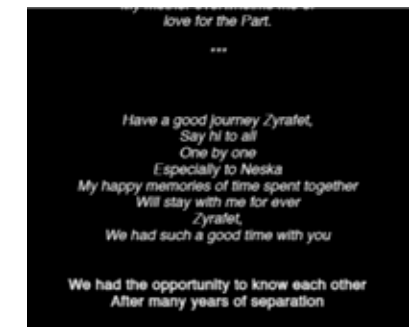 love for the Part.
***
Have a good journey Zyrafet,
Say hi to all
One by one
Especially to Neska
My happy memories of time spent together
Will stay with me for ever
Zyrafet,
We had such a good time with you
We had the opportunity to know each other
After many years of separation